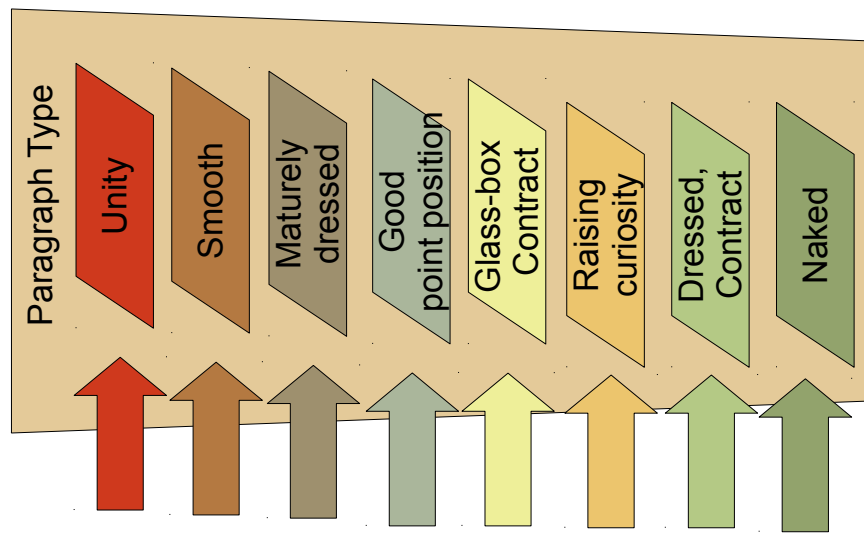 Paragraph Type
Unity
Smooth
Maturely
dressed
Good
point position
Glass-box
Contract
Raising
curiosity
Dressed,
Contract
Naked